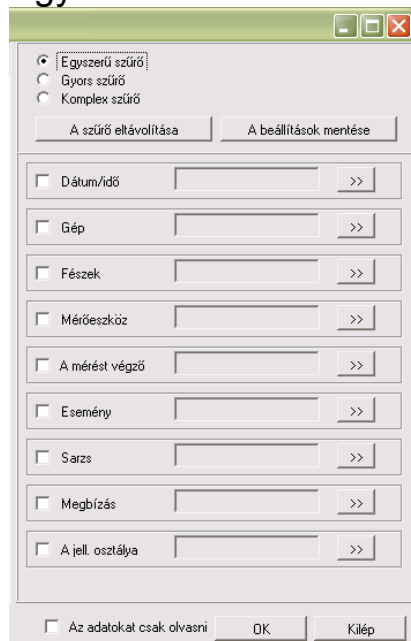 Egyszerű szűrő
Gyors szűrő
Komplex szűrő
A szűrő eltávolítása A beállítások mentése
Dátum/idő >>
Gép >>
Fészek >>
Mérőeszköz >>
A mérést végző >>
Esemény >>
Sarzs >>
Megbízás >>
A jell. osztálya >>
Az adatokat csak olvasni OK Kilép